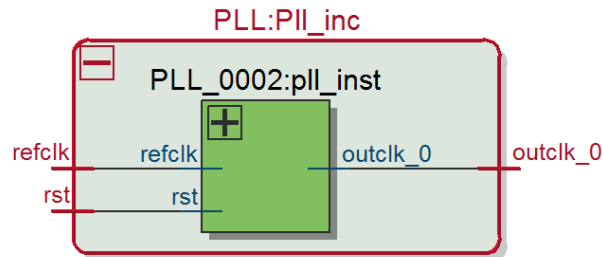 PLL:Pll_inc
PLL_0002:pll_inst
refclk refclk outclk_0 outclk_0
rst rst